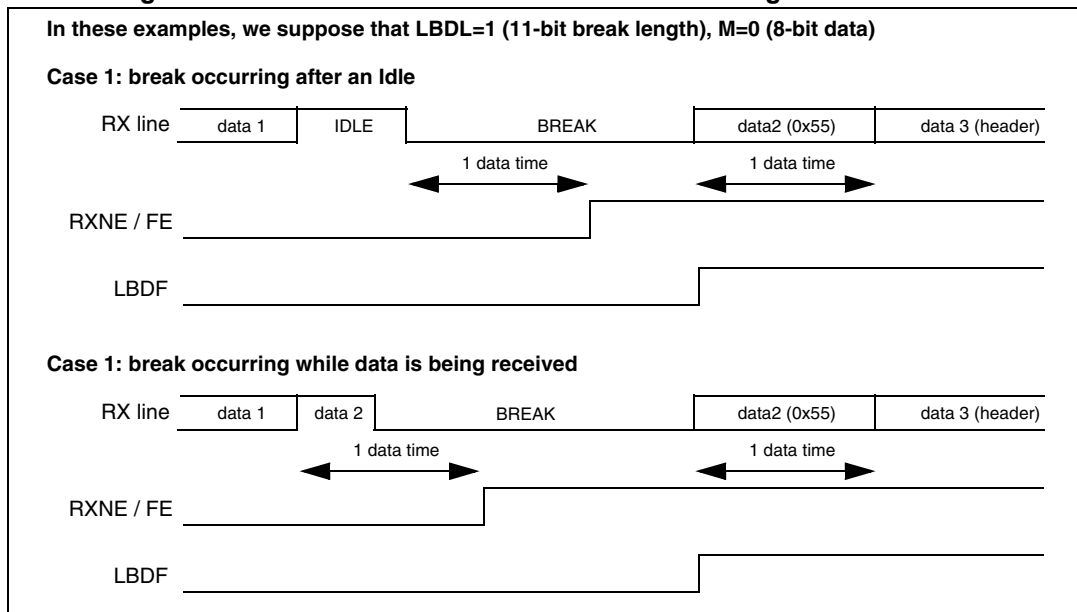 In these examples, we suppose that LBDL=1 (11-bit break length), M=0 (8-bit data)
Case 1: break occurring after an Idle
RX line data 1 IDLE BREAK data2 (0x55) data 3 (header)
1 data time 1 data time
RXNE / FE
LBDF
Case 1: break occurring while data is being received
RX line data 1 data 2 BREAK data2 (0x55) data 3 (header)
1 data time 1 data time
RXNE / FE
LBDF